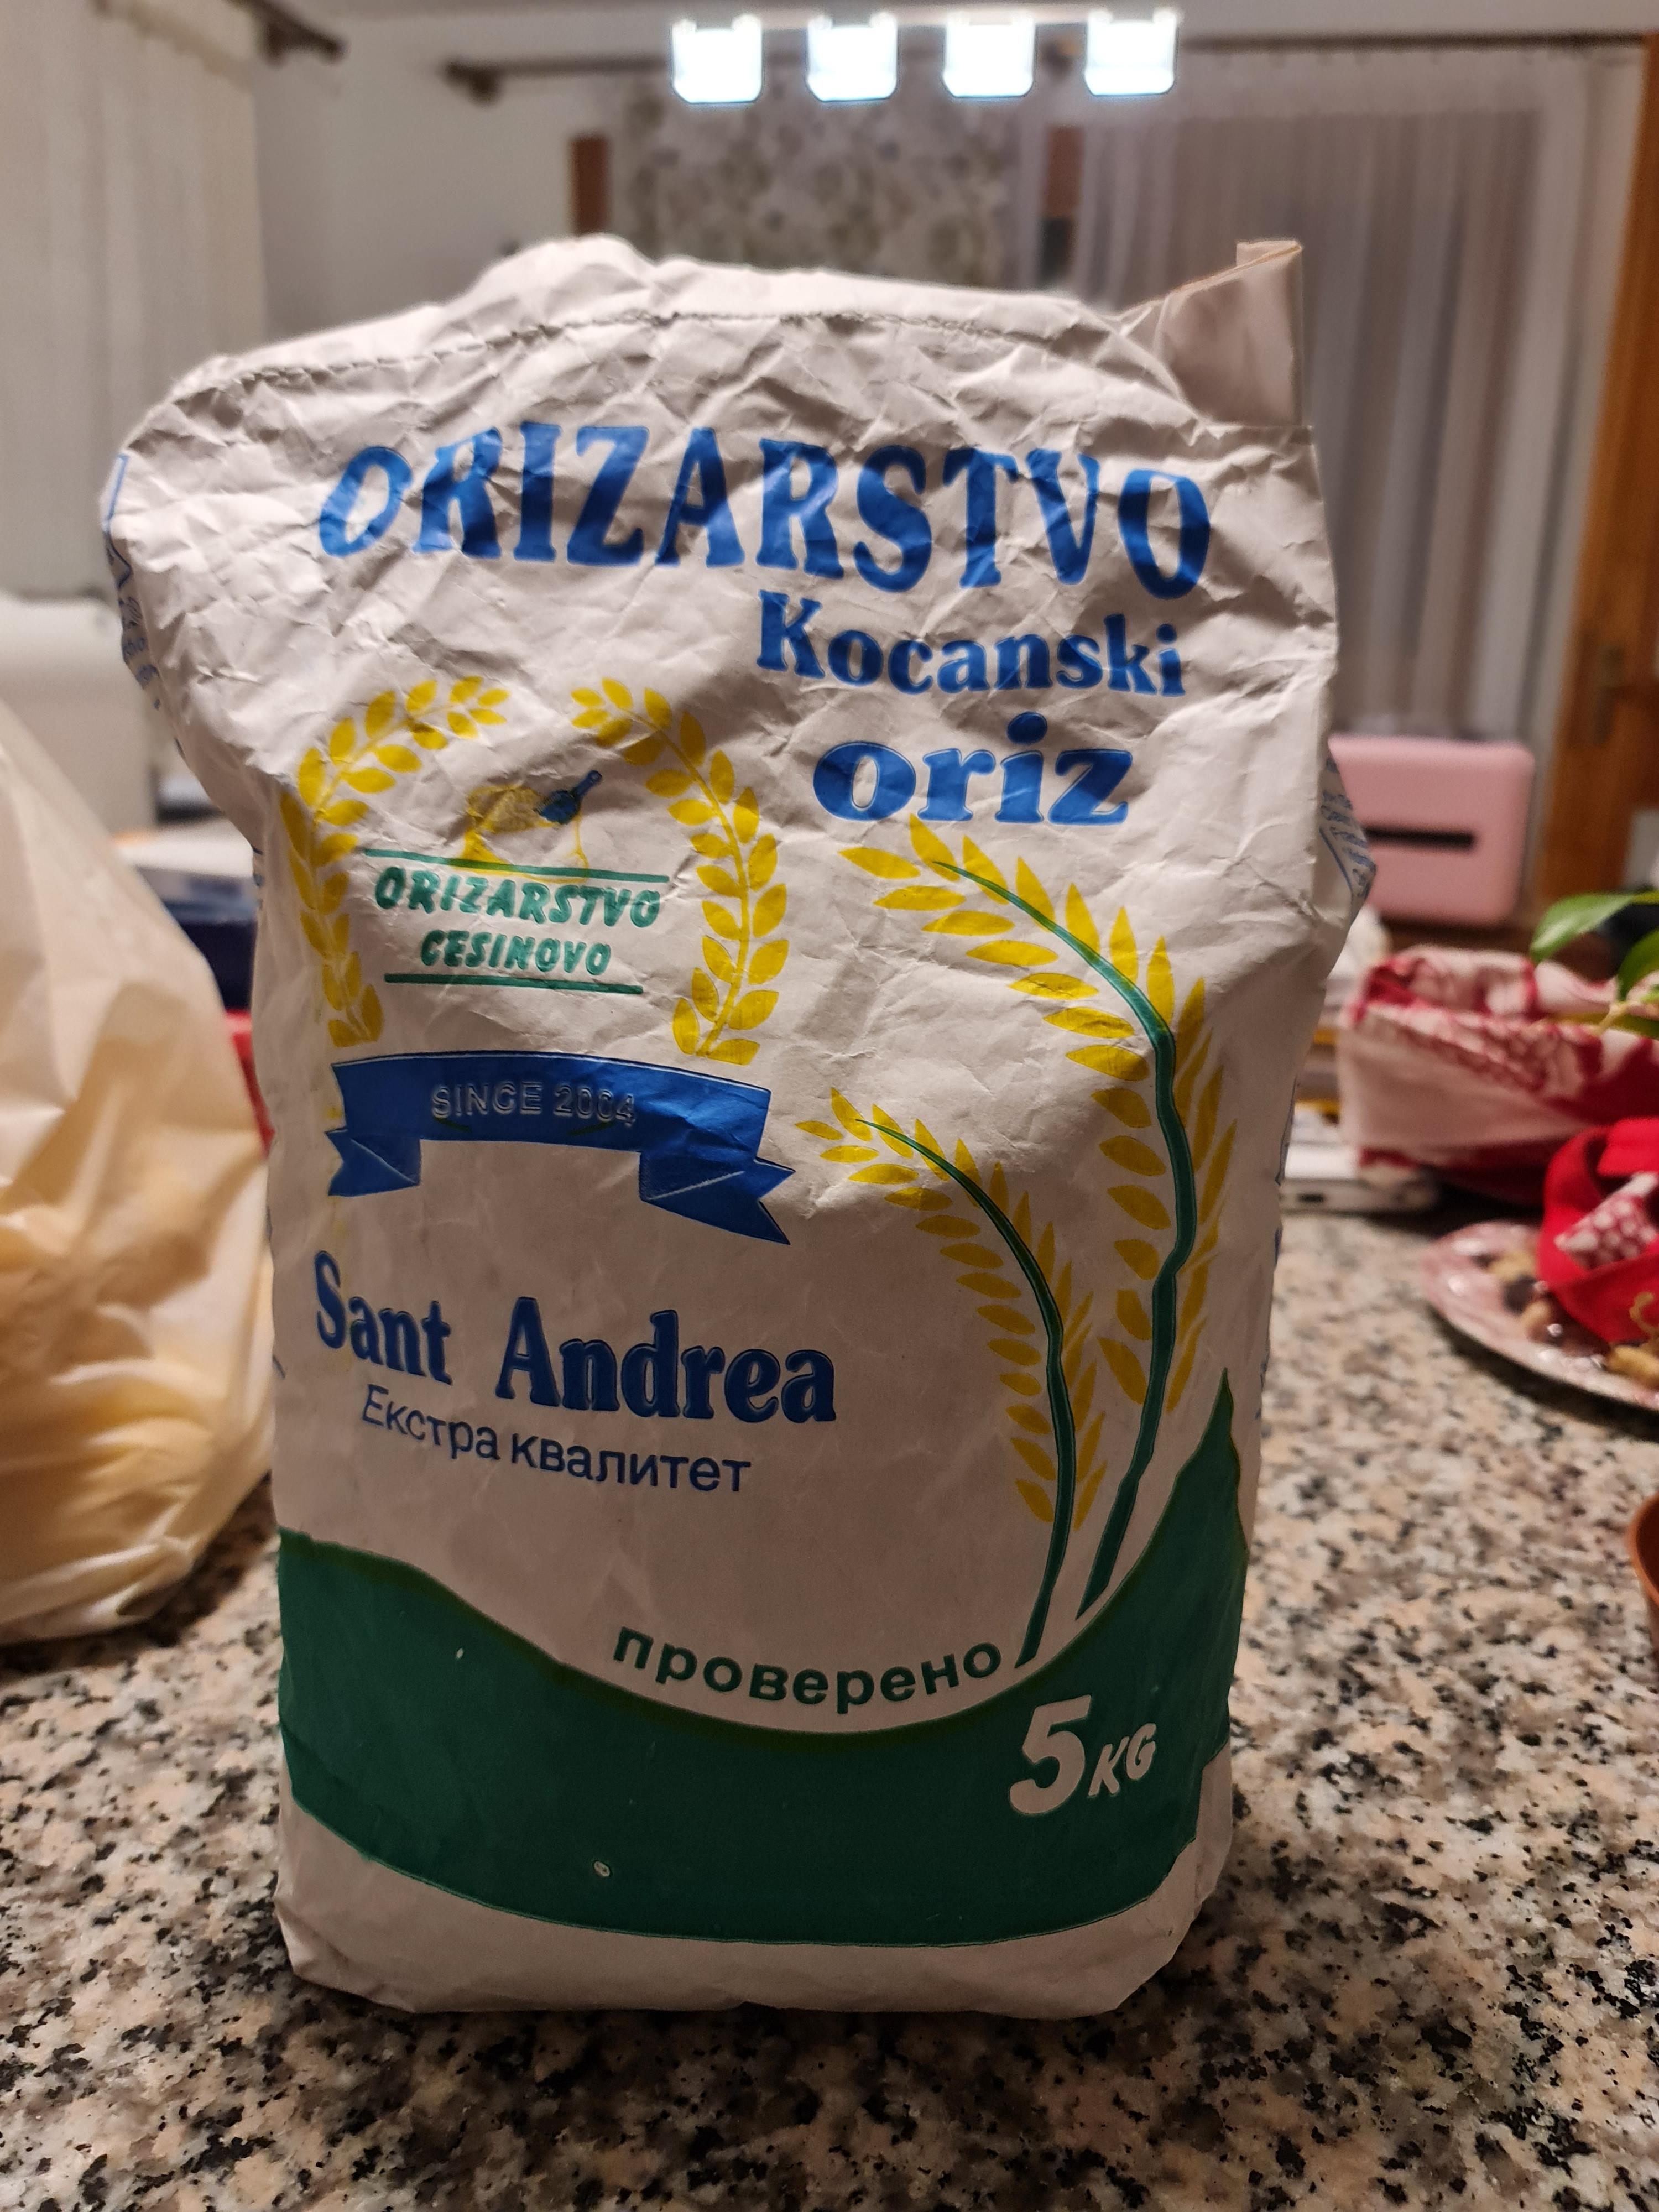 ORIZARSTVO
Kocanski
oriz
ORIZARSTVO
CESINOVO
SINCE 2004
Sant Andrea
Екстра квалитет
проверено
5KG